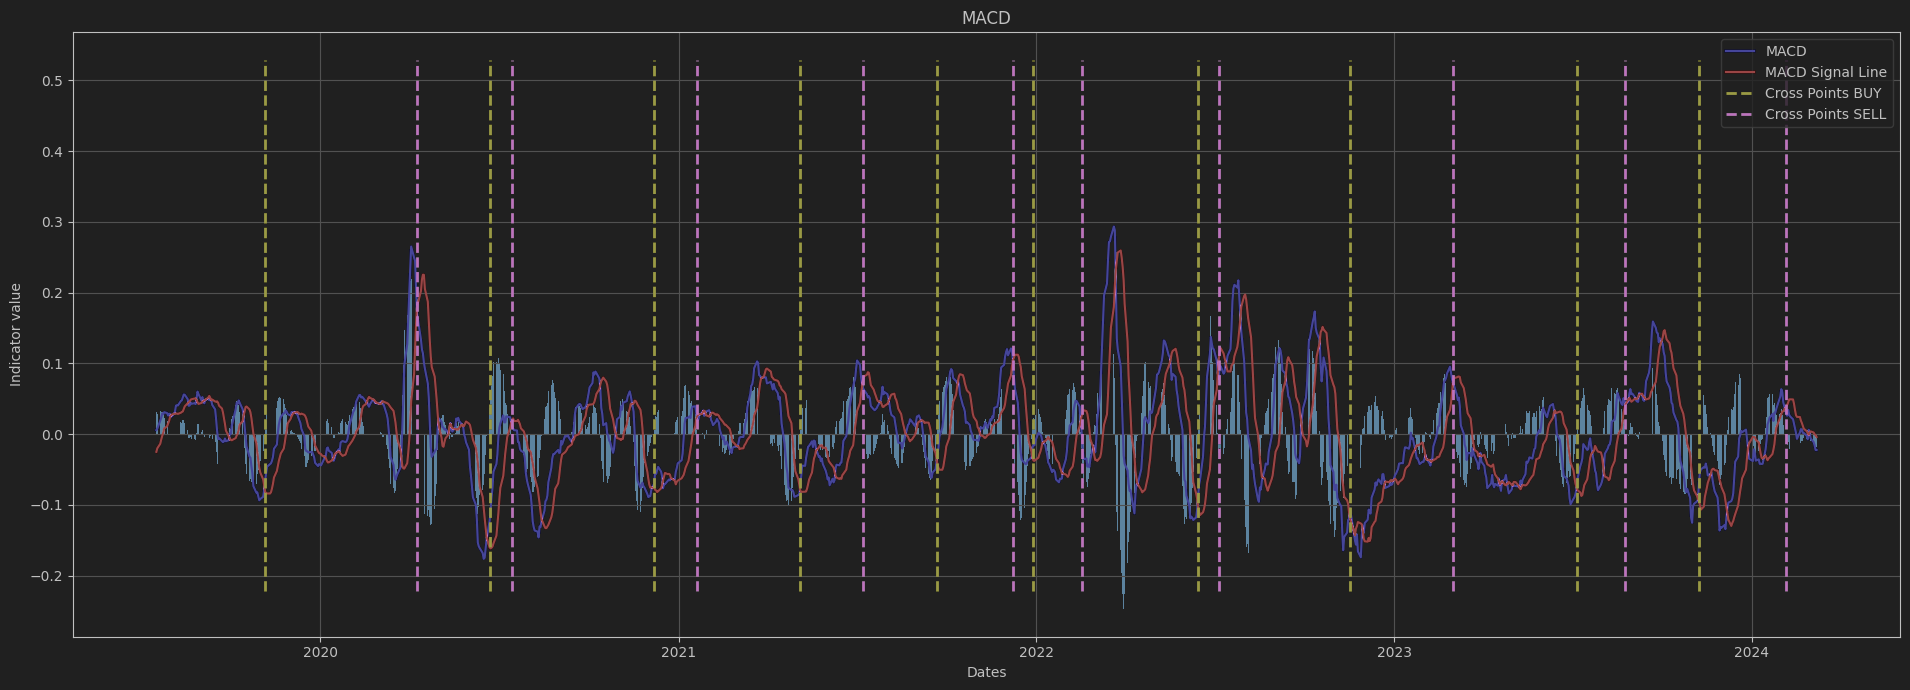 MACD
MACD
MACD Signal Line
Cross Points BUY
Cross Points SELL
Indicator value
0.5
0.4
0.3
0.2
0.1
0.0
−0.1
−0.2
2020
2021
2022
2023
2024
Dates